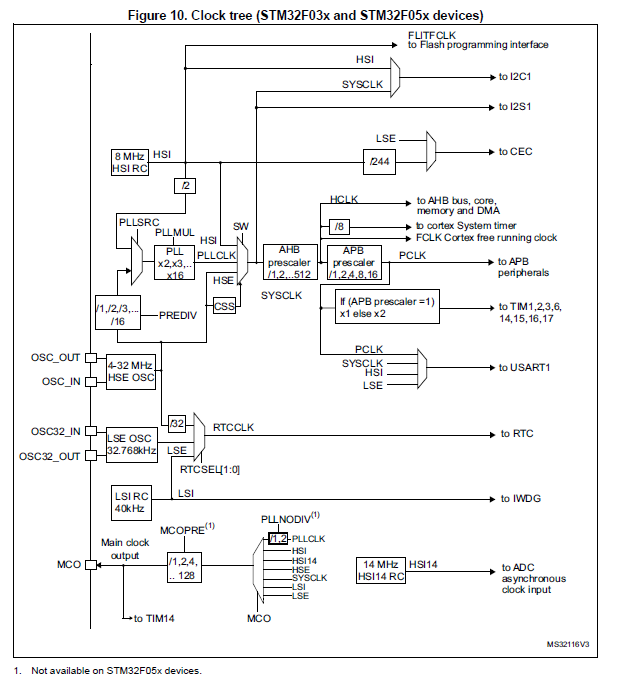 Figure 10. Clock tree (STM32F03x and STM32F05x devices)
FLITFCLK
to Flash programming interface
HSI
to I2C1
SYSCLK
to I2S1
LSE
to CEC
8 MHz
HSI RC
HSI
/244
/2
PLLSRC
PLLMUL
PLL
x2,x3,..
x16
SW
HSI
PLLCLK
HSE
CSS
SYSCLK
AHB
prescaler
/1,2,..512
HCLK
to AHB bus, core,
memory and DMA
/8
to cortex System timer
FCLK Cortex free running clock
APB
prescaler
/1,2,4,8,16
PCLK
to APB
peripherals
/1,/2,/3,...
/16
PREDIV
If (APB prescaler =1)
x1 else x2
to TIM1,2,3,6,
14,15,16,17
OSC_OUT
OSC_IN
4-32 MHz
HSE OSC
PCLK
SYSCLK
HSI
LSE
to USART1
OSC32_IN
OSC32_OUT
LSE OSC
32.768kHz
/32
LSE
RTCCLK
to RTC
RTCSEL[1:0]
LSI RC
40kHz
LSI
to IWDG
PLLNODIV(1)
MCOPRE(1)
Main clock
output
MCO
/1,2,4,
.. 128
/1,2
PLLCLK
HSI
HSI14
HSE
SYSCLK
LSI
LSE
MCO
to TIM14
14 MHz
HSI14 RC
HSI14
to ADC
asynchronous
clock input
MS32116V3
1. Not available on STM32F05x devices.